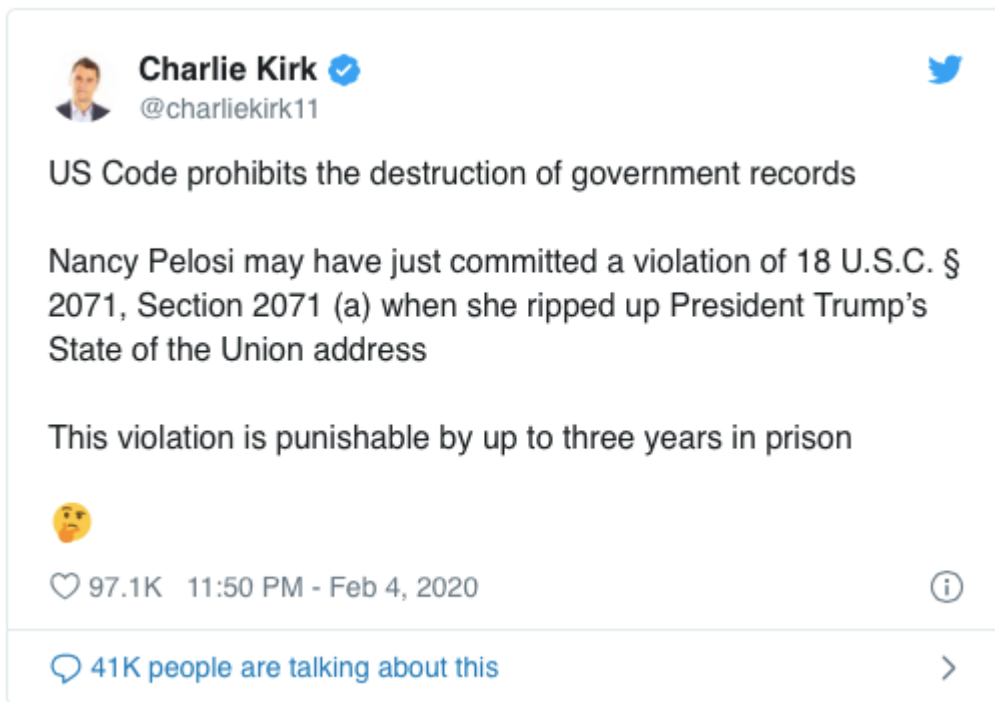 Charlie Kirk
@charliekirk11
US Code prohibits the destruction of government records
Nancy Pelosi may have just committed a violation of 18 U.S.C. §
2071, Section 2071 (a) when she ripped up President Trump’s
State of the Union address
This violation is punishable by up to three years in prison
🤔
97.1K 11:50 PM - Feb 4, 2020
41K people are talking about this